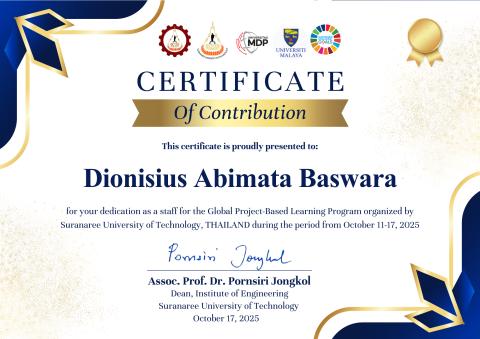 UNIVERSITAS
MDP
UNIVERSITI
MALAYA
CERTIFICATE
Of Contribution
This certificate is proudly presented to:
Dionisius Abimata Baswara
for your dedication as a staff for the Global Project-Based Learning Program organized by
Suranaree University of Technology, THAILAND during the period from October 11-17, 2025
Pornsiri Jongkol
Assoc. Prof. Dr. Pornsiri Jongkol
Dean, Institute of Engineering
Suranaree University of Technology
October 17, 2025